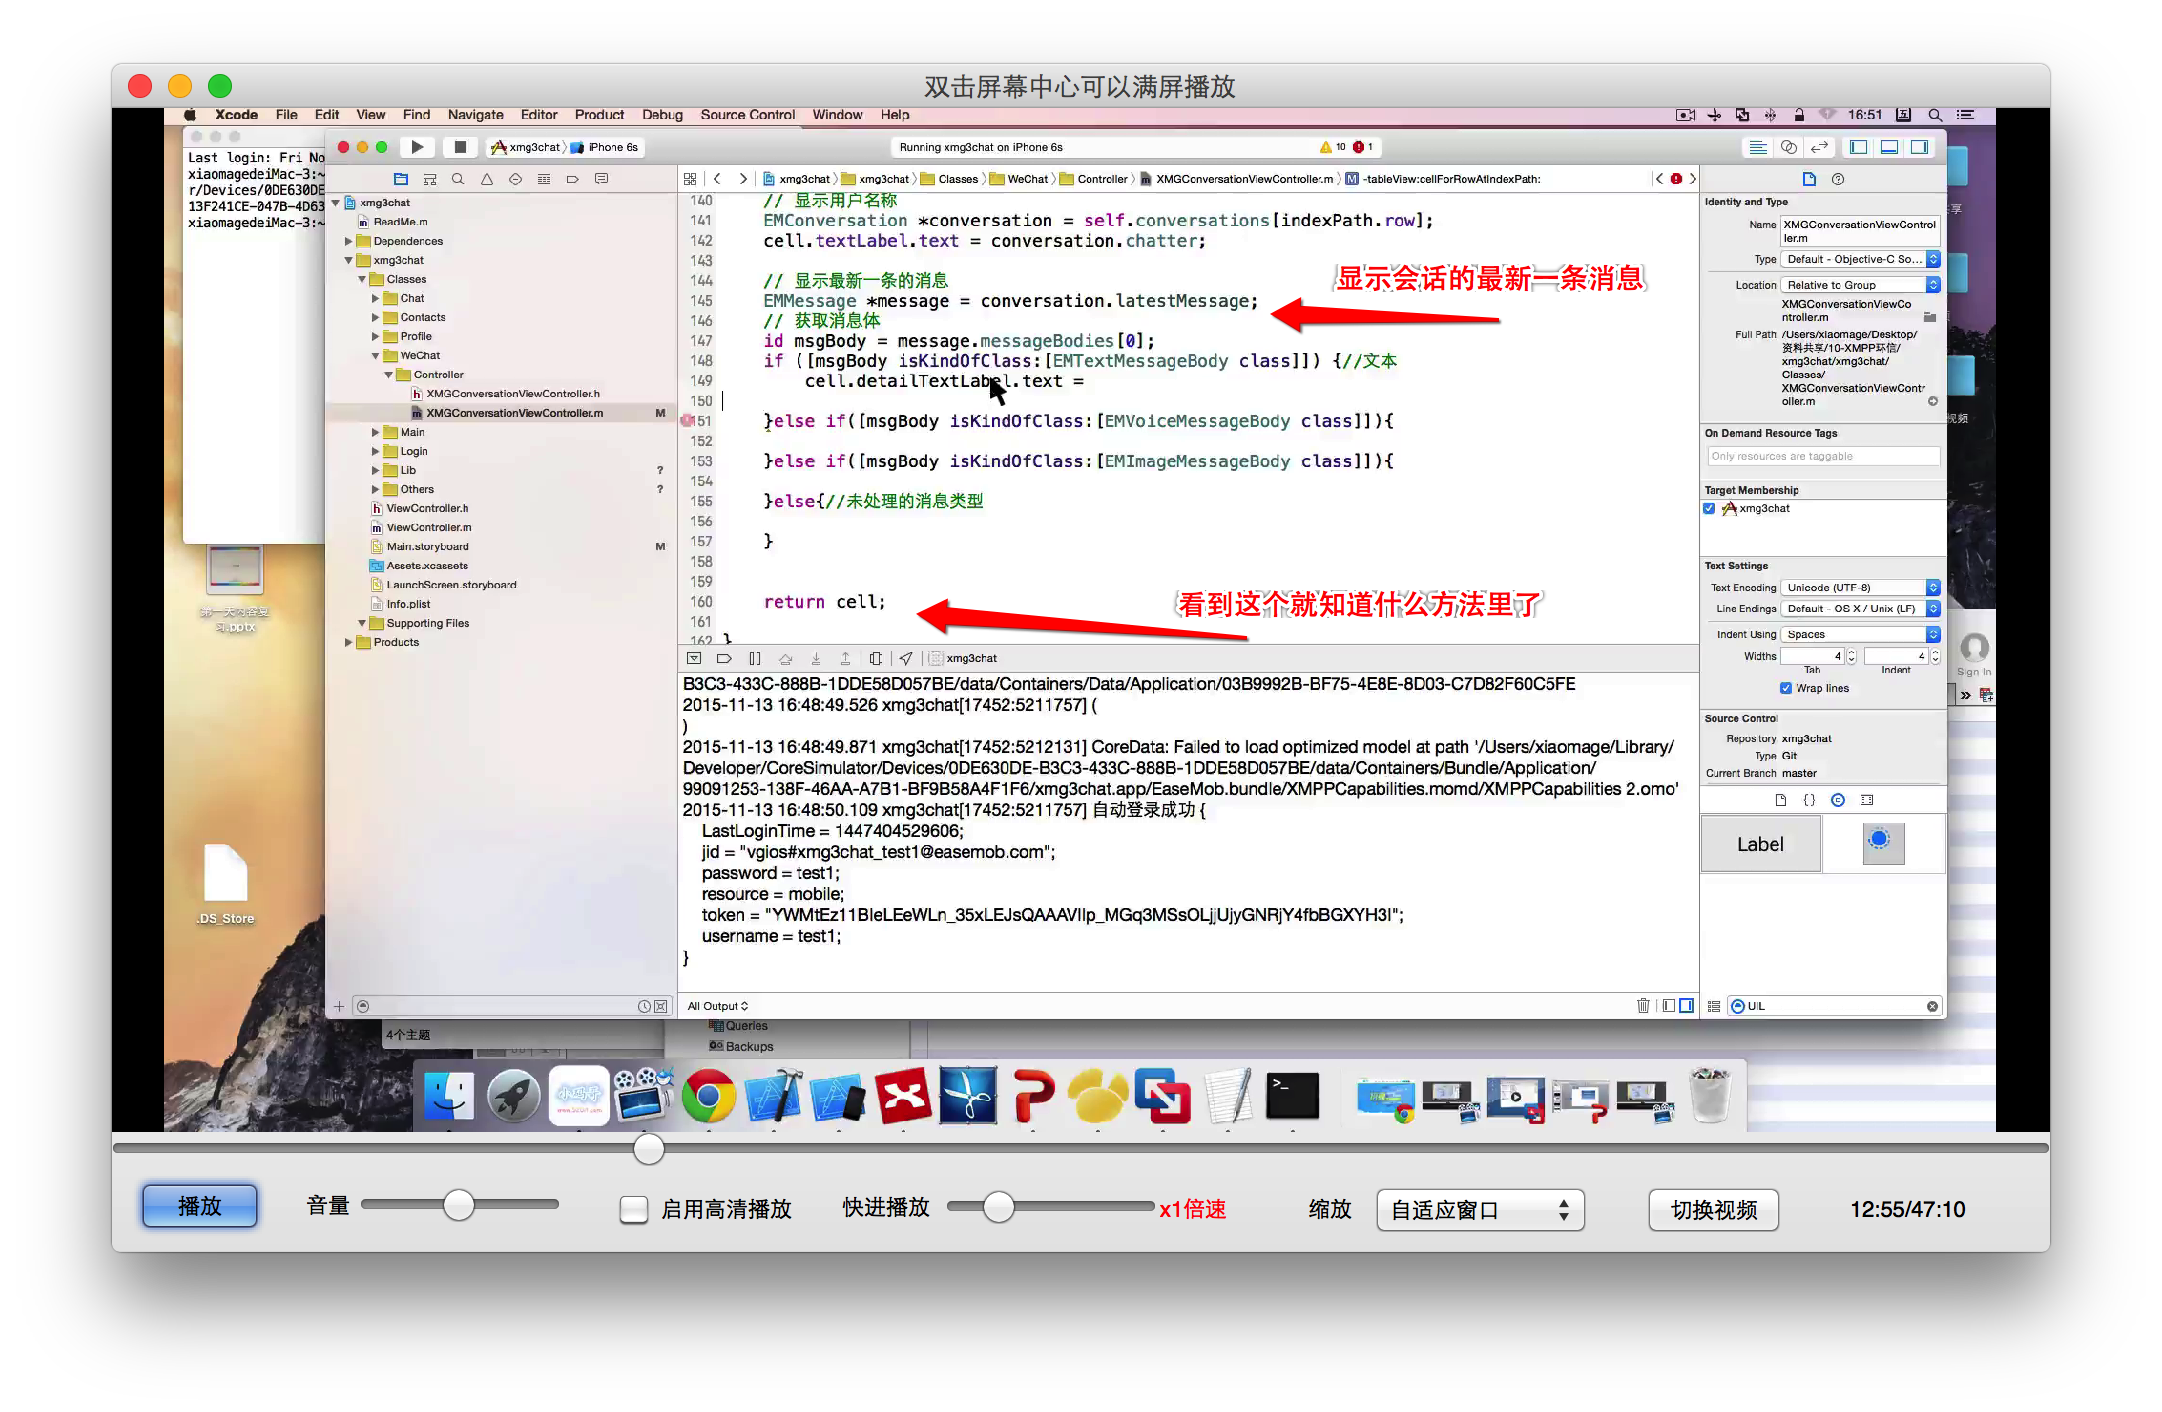 双击屏幕中心可以满屏播放
Xcode File Edit View Find Navigate Editor Product Debug Source Control Window Help
16:51
Last login: Fri No
xiaomagedeiMac-3:~
r/Devices/0DE630DE
13F241CE-047B-4D63
xiaomagedeiMac-3:~
xmg3chat iPhone 6s
Running xmg3chat on iPhone 6s
10 1
xmg3chat
ReadMe.m
Dependences
xmg3chat
Classes
Chat
Contacts
Profile
WeChat
Controller
XMGConversationViewController.h
XMGConversationViewController.m M
Main
Login
Lib ?
Others ?
ViewController.h
ViewController.m
Main.storyboard M
Assets.xcassets
LaunchScreen.storyboard
Info.plist
Supporting Files
Products
xmg3chat xmg3chat Classes WeChat Controller XMGConversationViewController.m -tableView:cellForRowAtIndexPath:
140 // 显示用户名称
141 EMConversation *conversation = self.conversations[indexPath.row];
142 cell.textLabel.text = conversation.chatter;
143
144 // 显示最新一条的消息
145 EMMessage *message = conversation.latestMessage;
146 // 获取消息体
147 id msgBody = message.messageBodies[0];
148 if ([msgBody isKindOfClass:[EMTextMessageBody class]]) {//文本
149 cell.detailTextLabel.text =
150
151 }else if([msgBody isKindOfClass:[EMVoiceMessageBody class]]){
152
153 }else if([msgBody isKindOfClass:[EMImageMessageBody class]]){
154
155 }else{//未处理的消息类型
156
157 }
158
159
160 return cell;
161
162 }
显示会话的最新一条消息
看到这个就知道什么方法里了
xmg3chat
B3C3-433C-888B-1DDE58D057BE/data/Containers/Data/Application/03B9992B-BF75-4E8E-8D03-C7D82F60C5FE
2015-11-13 16:48:49.526 xmg3chat[17452:5211757] (
)
2015-11-13 16:48:49.871 xmg3chat[17452:5212131] CoreData: Failed to load optimized model at path '/Users/xiaomage/Library/
Developer/CoreSimulator/Devices/0DE630DE-B3C3-433C-888B-1DDE58D057BE/data/Containers/Bundle/Application/
99091253-138F-46AA-A7B1-BF9B58A4F1F6/xmg3chat.app/EaseMob.bundle/XMPPCapabilities.momd/XMPPCapabilities 2.omo'
2015-11-13 16:48:50.109 xmg3chat[17452:5211757] 自动登录成功 {
LastLoginTime = 1447404529606;
jid = "vgios#xmg3chat_test1@easemob.com";
password = test1;
resource = mobile;
username = test1;
}
All Output
Identity and Type
Name XMGConversationViewControl
ler.m
Type Default - Objective-C So...
Location Relative to Group
XMGConversationViewCo
ntroller.m
Full Path /Users/xiaomage/Desktop/
资料共享/10-XMPP环信/
xmg3chat/xmg3chat/
Classes/
XMGConversationViewContr
oller.m
On Demand Resource Tags
Only resources are taggable
Target Membership
xmg3chat
Text Settings
Text Encoding Unicode (UTF-8)
Line Endings Default - OS X / Unix (LF)
Indent Using Spaces
Widths 4 4
Tab Indent
Wrap lines
Source Control
Repository xmg3chat
Type Git
Current Branch master
Label
UIL
Sign In
视频
第一天内容复
习.pptx
.DS_Store
4个主题
Queries
Backups
播放 音量 启用高清播放 快进播放 x1倍速 缩放 自适应窗口 切换视频 12:55/47:10